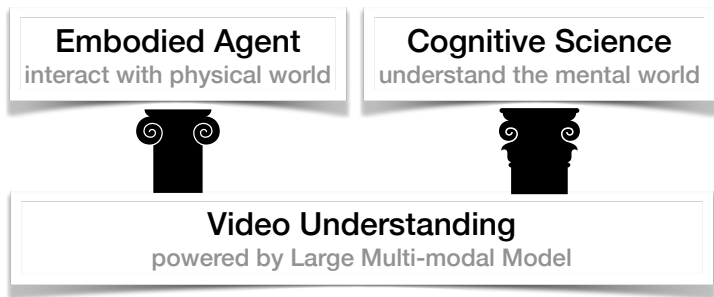 Embodied Agent
interact with physical world
Cognitive Science
understand the mental world
Video Understanding
powered by Large Multi-modal Model